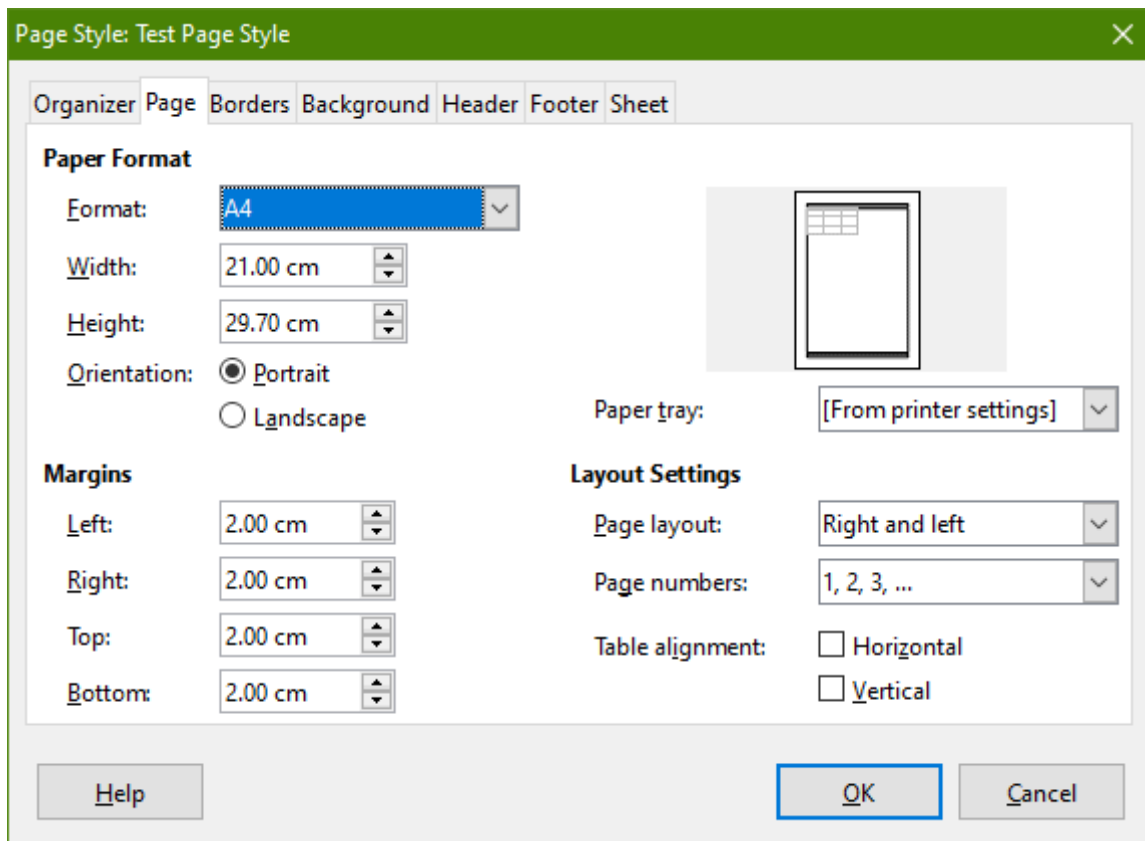 Page Style: Test Page Style
Organizer Page Borders Background Header Footer Sheet
Paper Format
Format: A4
Width: 21.00 cm
Height: 29.70 cm
Orientation: Portrait
Landscape
Paper tray: [From printer settings]
Margins
Left: 2.00 cm
Right: 2.00 cm
Top: 2.00 cm
Bottom: 2.00 cm
Layout Settings
Page layout: Right and left
Page numbers: 1, 2, 3, ...
Table alignment: Horizontal
Vertical
Help OK Cancel